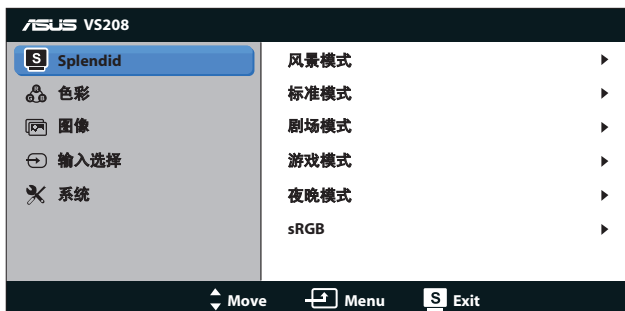 ASUS VS208
S Splendid
风景模式
色彩
标准模式
图像
剧场模式
输入选择
游戏模式
系统
夜晚模式
sRGB
Move Menu S Exit